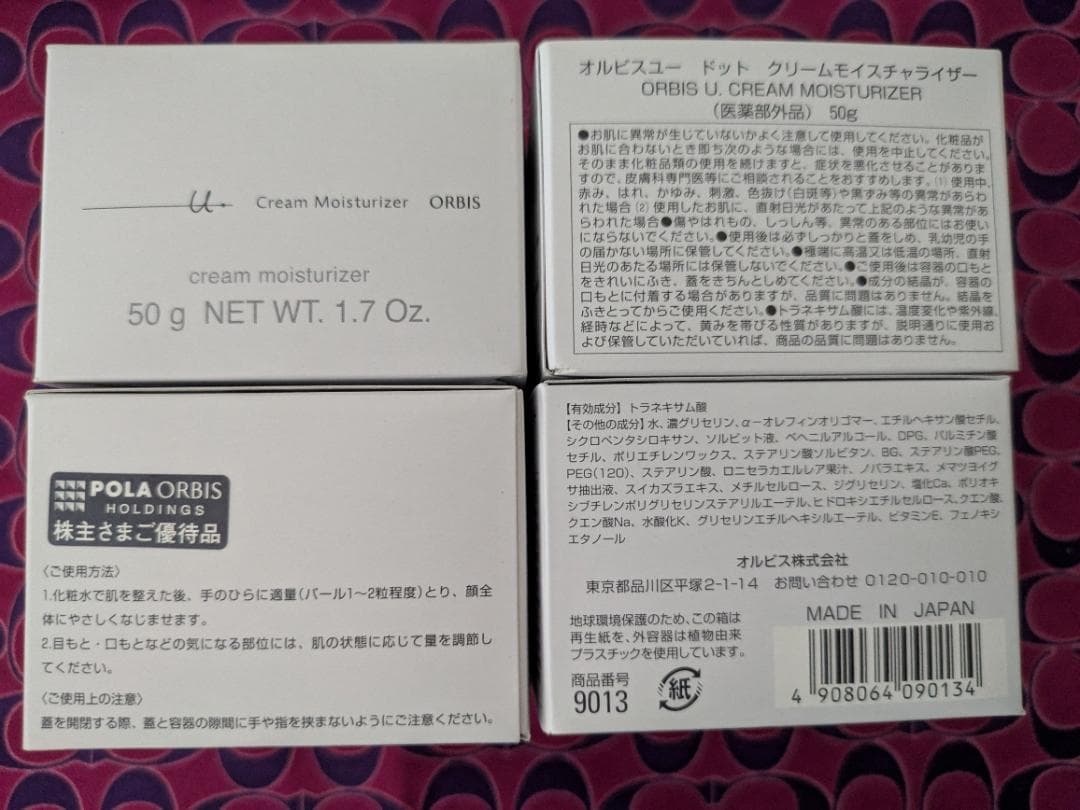 U. Cream Moisturizer ORBIS
cream moisturizer
50 g NET WT. 1.7 Oz.
オルビスユー ドット クリームモイスチャライザー
ORBIS U. CREAM MOISTURIZER
(医薬部外品) 50g
●お肌に異常が生じていないかよく注意して使用してください。化粧品が
お肌に合わないとき即ち次のような場合には、使用を中止してください。
そのまま化粧品類の使用を続けますと、症状を悪化させることがありま
すので、皮膚科専門医等にご相談されることをおすすめします。(1) 使用中、
赤み、はれ、かゆみ、刺激、色抜け(白斑等)や黒ずみ等の異常があらわ
れた場合 (2) 使用したお肌に、直射日光があたって上記のような異常があ
らわれた場合●傷やはれもの、しっしん等、異常のある部位にはお使い
にならないでください。●使用後は必ずしっかりと蓋をしめ、乳幼児の手
の届かない場所に保管してください。●極端に高温又は低温の場所、直射
日光のあたる場所には保管しないでください。●ご使用後は容器の口もと
をきれいにふき、蓋をきちんとしめてください。●成分の結晶が、容器の
口もとに付着する場合がありますが、品質に問題はありません。結晶を
ふきとってからご使用ください。●トラネキサム酸には、温度変化や紫外線、
経時などによって、黄みを帯びる性質がありますが、説明通りに使用お
よび保管していただいていれば、商品の品質に問題はありません。
POLA ORBIS
HOLDINGS
株主さまご優待品
〈ご使用方法〉
1.化粧水で肌を整えた後、手のひらに適量(パール1〜2粒程度)とり、顔全
体にやさしくなじませます。
2.目もと・口もとなどの気になる部位には、肌の状態に応じて量を調節し
てください。
〈ご使用上の注意〉
蓋を開閉する際、蓋と容器の隙間に手や指を挟まないようにご注意ください。
【有効成分】トラネキサム酸
【その他の成分】水、濃グリセリン、α-オレフィンオリゴマー、エチルヘキサン酸セチル、
シクロペンタシロキサン、ソルビット液、ベヘニルアルコール、DPG、パルミチン酸
セチル、ポリエチレンワックス、ステアリン酸ソルビタン、BG、ステアリン酸PEG、
PEG(120)、ステアリン酸、ロニセラカエルレア果汁、ノバラエキス、メマツヨイグ
サ抽出液、スイカズラエキス、メチルセルロース、ジグリセリン、塩化Ca、ポリオキ
シブチレンポリグリセリンステアリルエーテル、ヒドロキシエチルセルロース、クエン酸、
クエン酸Na、水酸化K、グリセリンエチルヘキシルエーテル、ビタミンE、フェノキシ
エタノール
オルビス株式会社
東京都品川区平塚2-1-14 お問い合わせ 0120-010-010
地球環境保護のため、この箱は
再生紙を、外容器は植物由来
プラスチックを使用しています。
商品番号
9013
紙
MADE IN JAPAN
4 908064 090134